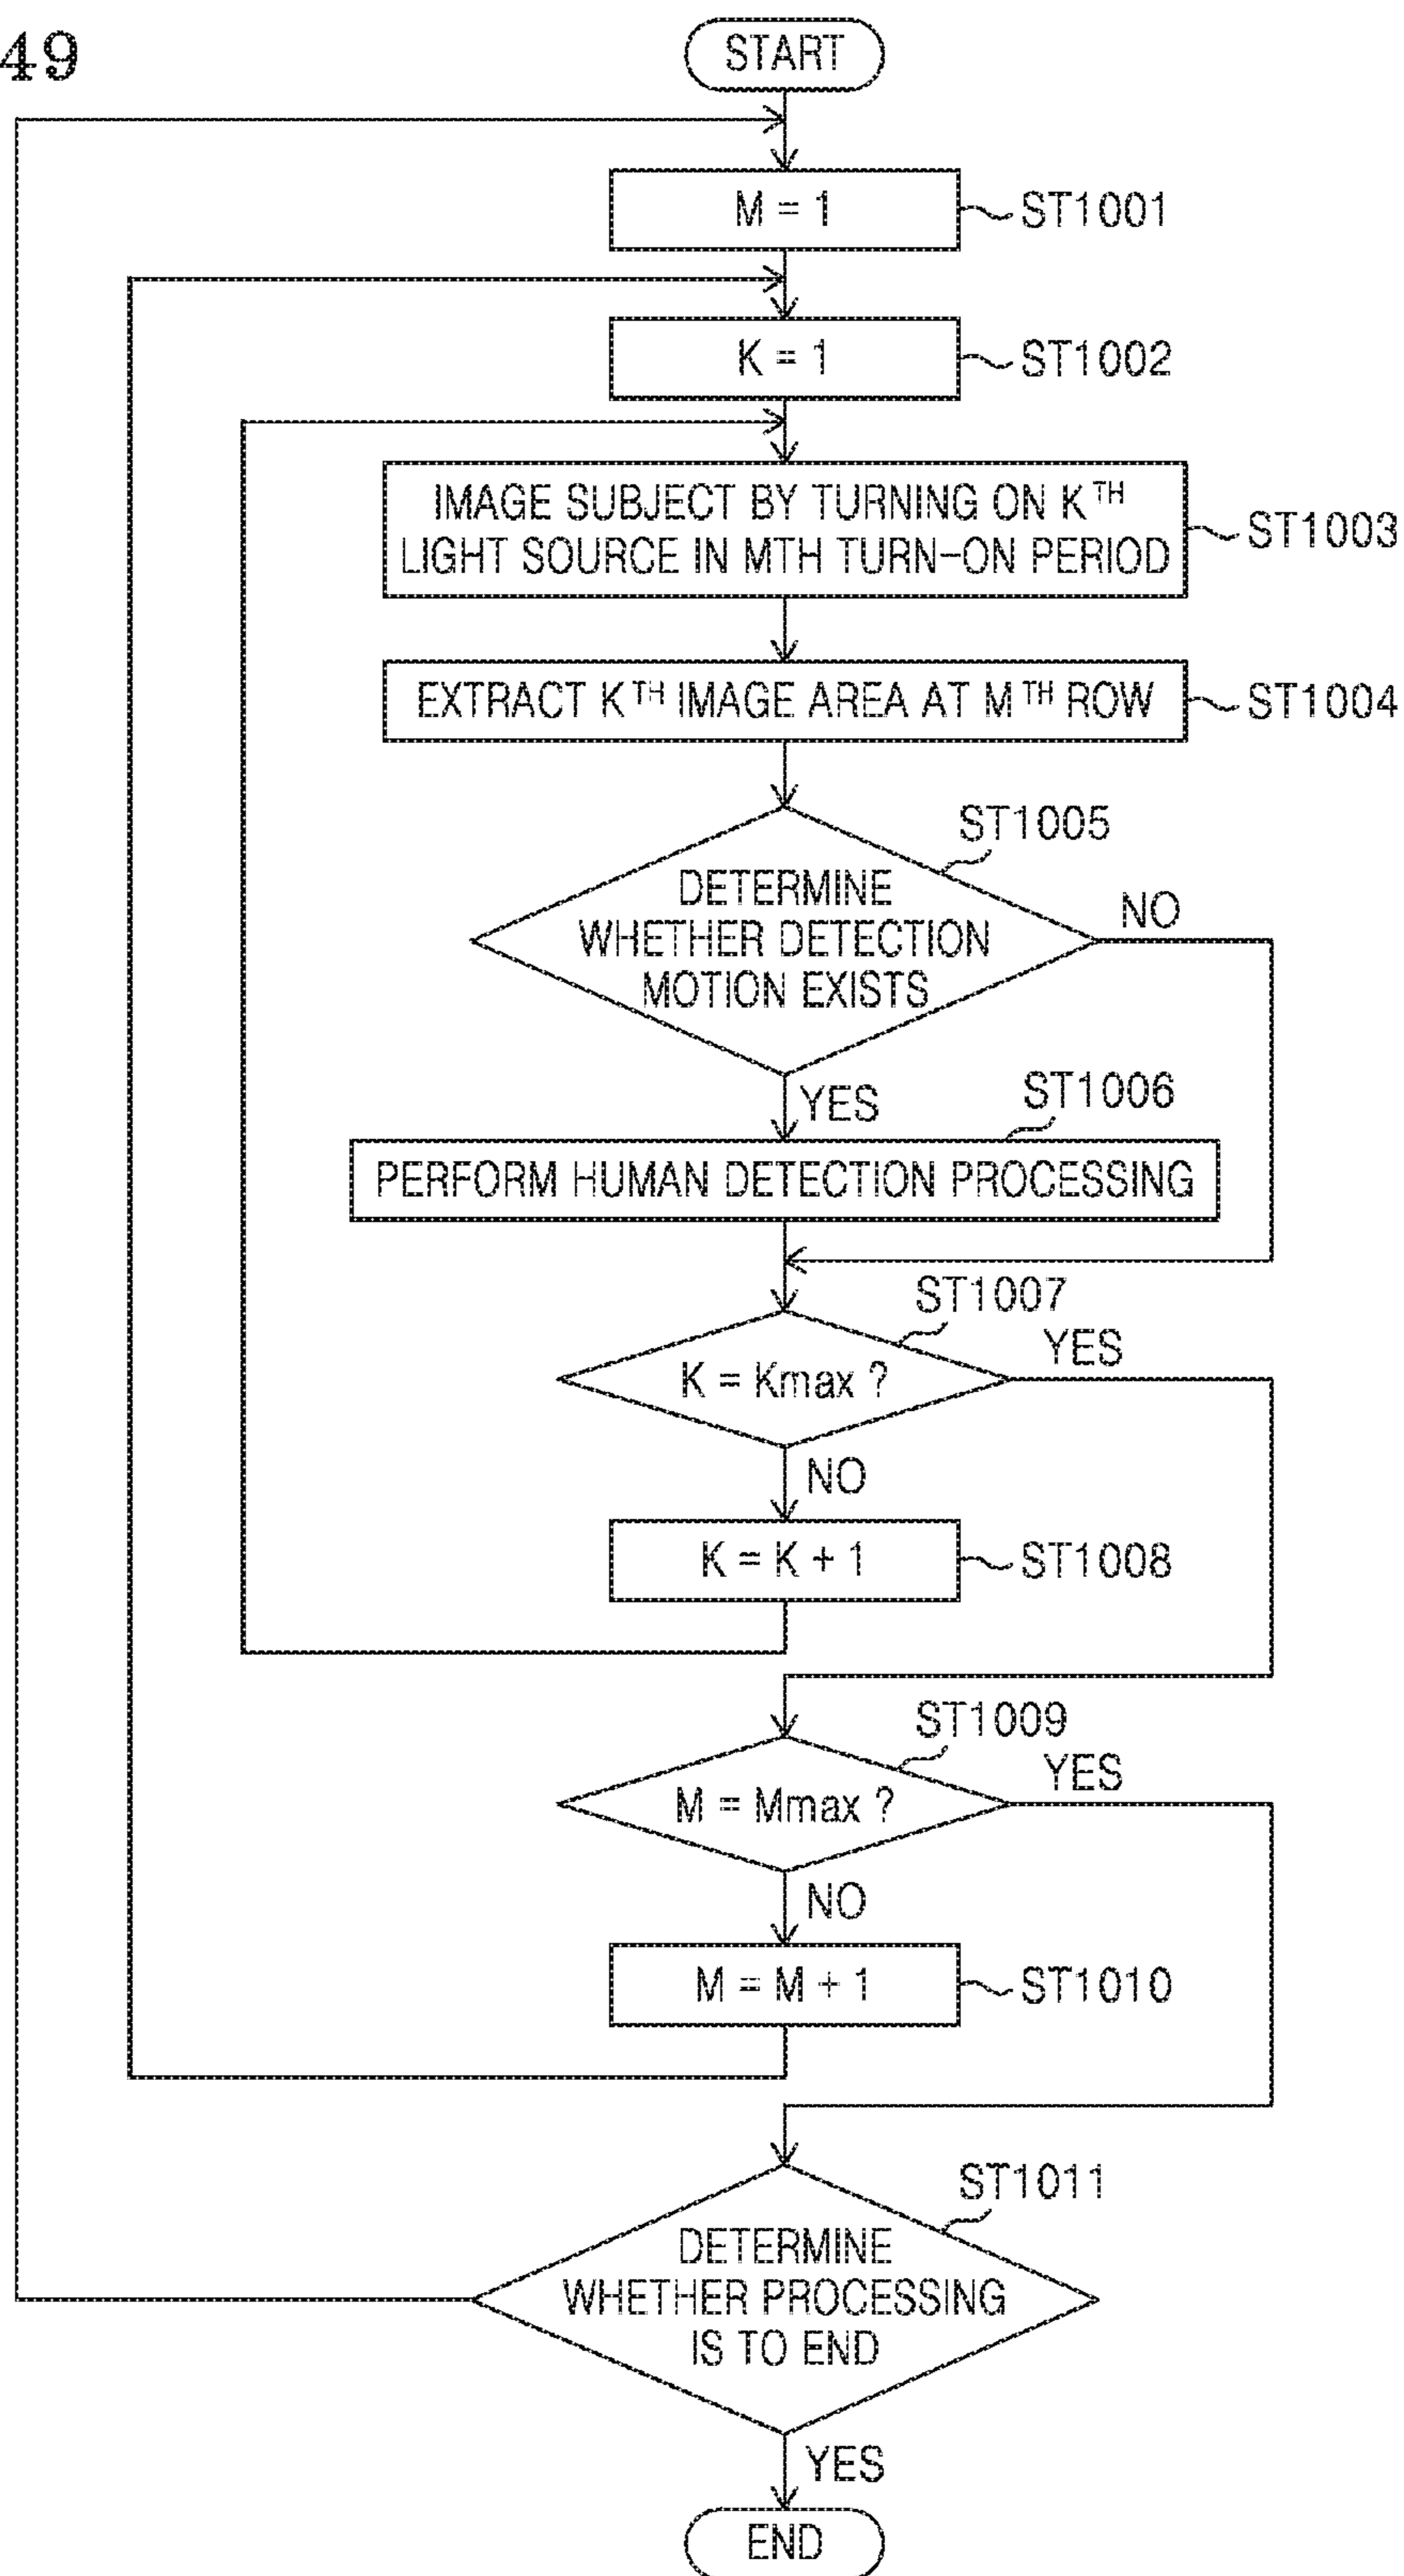 49
START
M = 1
ST1001
K = 1
ST1002
IMAGE SUBJECT BY TURNING ON KTH
LIGHT SOURCE IN MTH TURN-ON PERIOD
ST1003
EXTRACT KTH IMAGE AREA AT MTH ROW
ST1004
ST1005
DETERMINE
WHETHER DETECTION
MOTION EXISTS
NO
YES
ST1006
PERFORM HUMAN DETECTION PROCESSING
ST1007
K = Kmax ?
YES
NO
K = K + 1
ST1008
ST1009
M = Mmax ?
YES
NO
M = M + 1
ST1010
ST1011
DETERMINE
WHETHER PROCESSING
IS TO END
YES
END